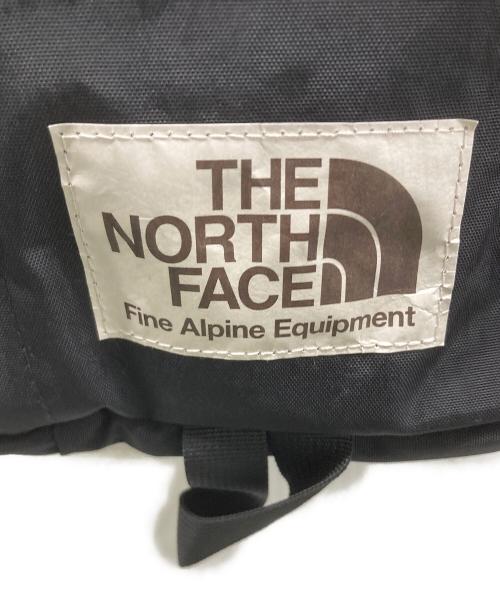 THE
NORTH
FACE
Fine Alpine Equipment